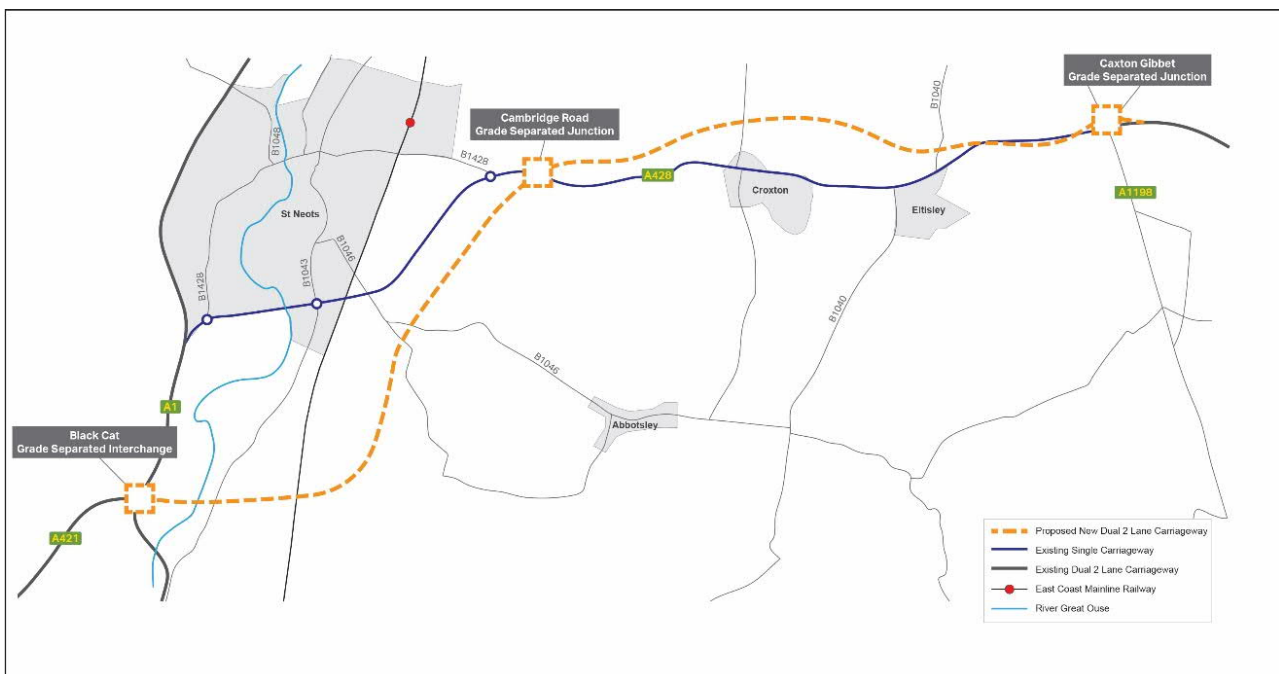 Caxton Gibbet
Grade Separated Junction
Cambridge Road
Grade Separated Junction
B1040
B1048
B1428
A428
Croxton
Eltisley
A1198
St Neots
B1046
B1043
B1428
B1040
B1046
A1
Abbotsley
Black Cat
Grade Separated Interchange
A421
Proposed New Dual 2 Lane Carriageway
Existing Single Carriageway
Existing Dual 2 Lane Carriageway
East Coast Mainline Railway
River Great Ouse